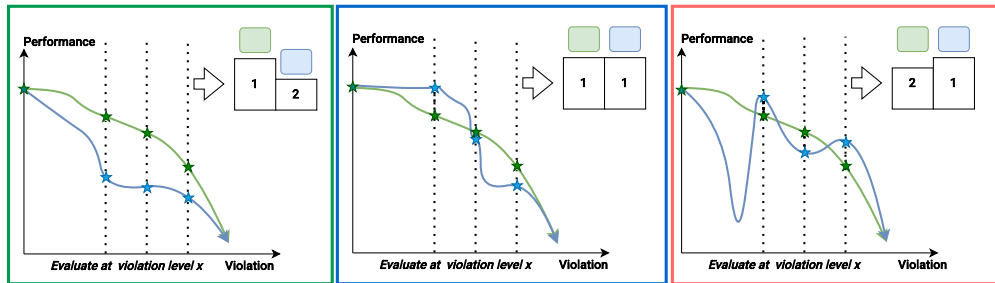 Performance
1
2
Evaluate at violation level x
Violation
Performance
1
1
Evaluate at violation level x
Violation
Performance
2
1
Evaluate at violation level x
Violation